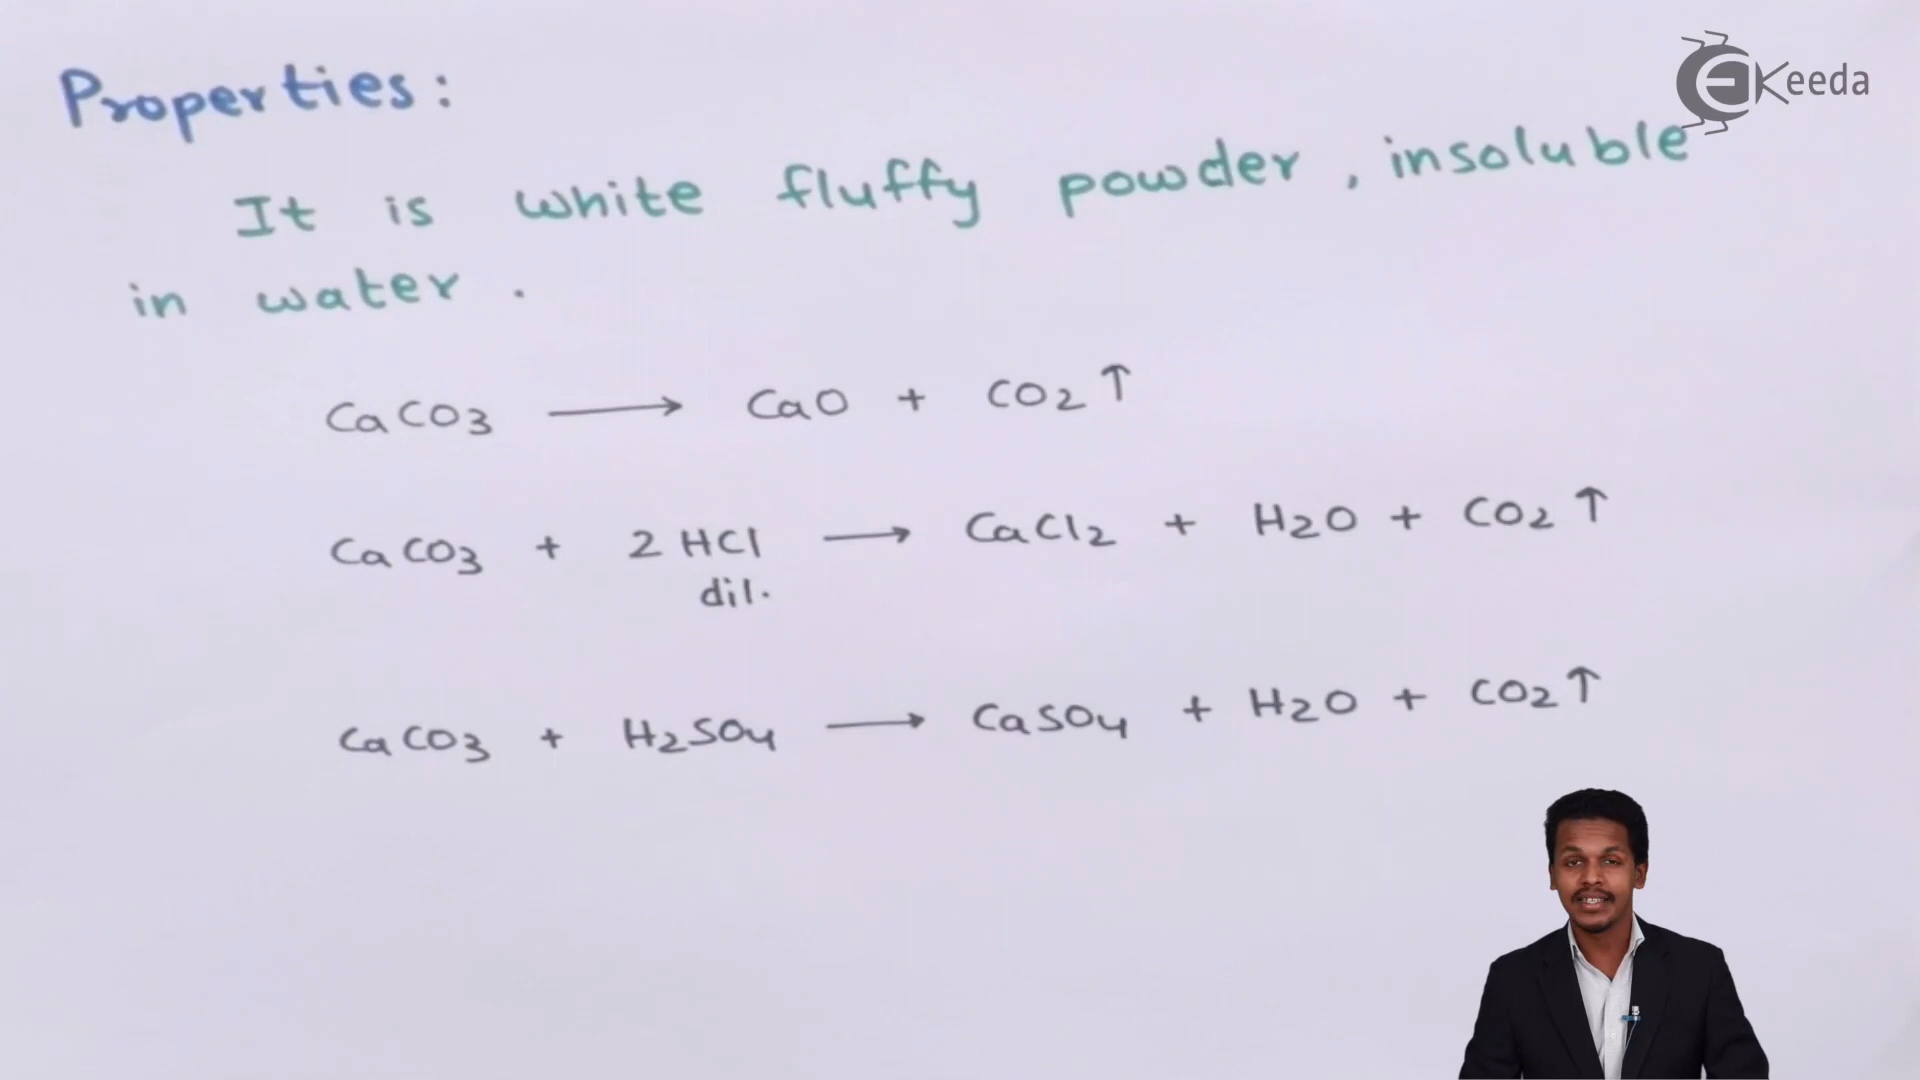 Properties:
EKeeda
It is white fluffy powder, insoluble
in water.
CaCO3 → CaO + CO2↑
CaCO3 + 2HCl → CaCl2 + H2O + CO2↑
dil.
CaCO3 + H2SO4 → CaSO4 + H2O + CO2↑